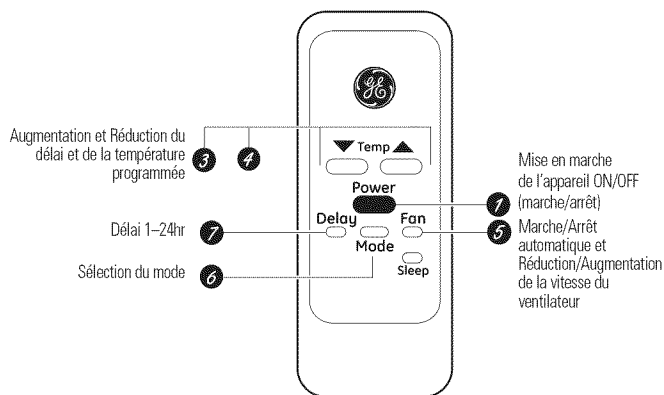 GE
Augmentation et Réduction du
délai et de la température
programmée
3 4
Temp
Power
Mise en marche
de l'appareil ON/OFF
(marche/arrêt)
1
Délai 1–24hr
7
Delay
Fan
5
Marche/Arrêt
automatique et
Réduction/Augmentation
de la vitesse du
ventilateur
Sélection du mode
6
Mode
Sleep